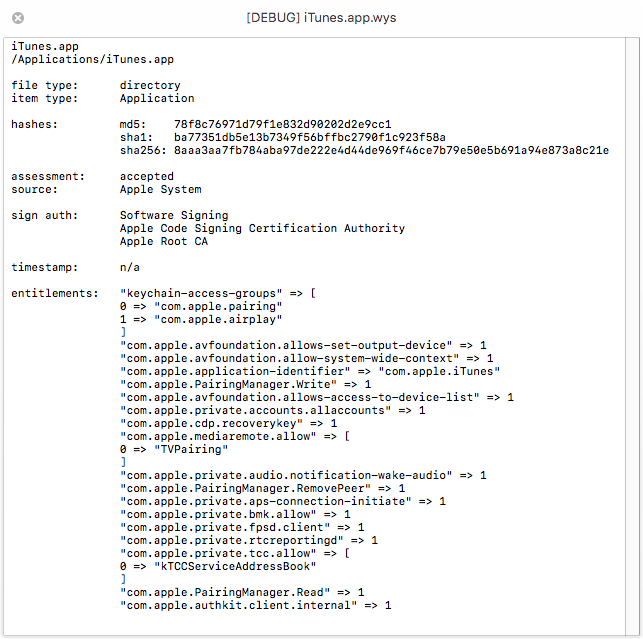 [DEBUG] iTunes.app.wys
iTunes.app
/Applications/iTunes.app
file type: directory
item type: Application
hashes: md5: 78f8c76971d79f1e832d90202d2e9cc1
sha1: ba77351db5e13b7349f56bffbc2790f1c923f58a
sha256: 8aaa3aa7fb784aba97de222e4d44de969f46ce7b79e50e5b691a94e873a8c21e
assessment: accepted
source: Apple System
sign auth: Software Signing
Apple Code Signing Certification Authority
Apple Root CA
timestamp: n/a
entitlements: "keychain-access-groups" => [
0 => "com.apple.pairing"
1 => "com.apple.airplay"
]
"com.apple.avfoundation.allows-set-output-device" => 1
"com.apple.avfoundation.allow-system-wide-context" => 1
"com.apple.application-identifier" => "com.apple.iTunes"
"com.apple.PairingManager.Write" => 1
"com.apple.avfoundation.allows-access-to-device-list" => 1
"com.apple.private.accounts.allaccounts" => 1
"com.apple.cdp.recoverykey" => 1
"com.apple.mediaremote.allow" => [
0 => "TVPairing"
]
"com.apple.private.audio.notification-wake-audio" => 1
"com.apple.PairingManager.RemovePeer" => 1
"com.apple.private.aps-connection-initiate" => 1
"com.apple.private.bmk.allow" => 1
"com.apple.private.fpsd.client" => 1
"com.apple.private.rtcreportingd" => 1
"com.apple.private.tcc.allow" => [
0 => "kTCCServiceAddressBook"
]
"com.apple.PairingManager.Read" => 1
"com.apple.authkit.client.internal" => 1